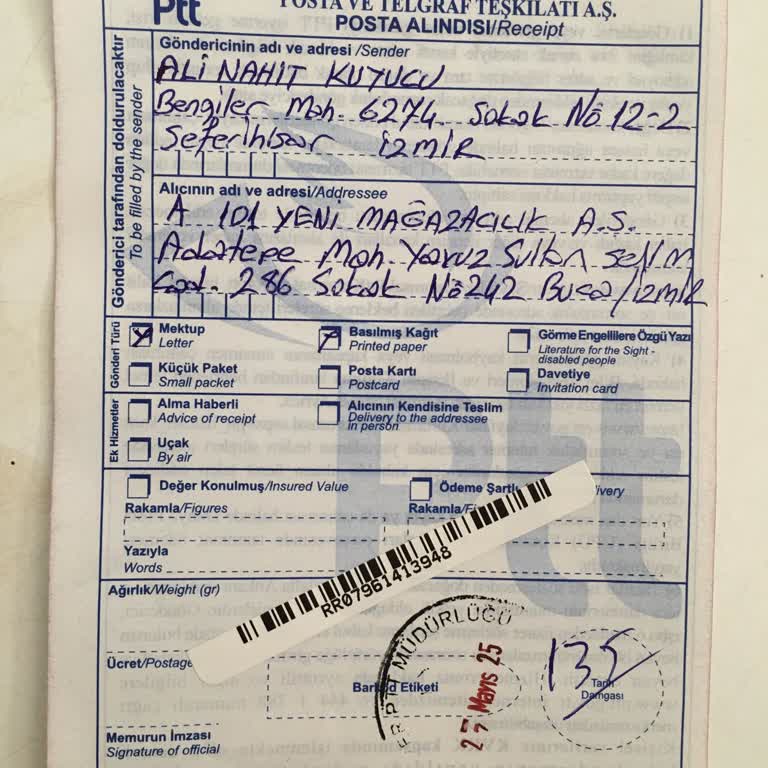 Ptt POSTA VE TELGRAF TEŞKİLATI A.Ş.
POSTA ALINDISI/Receipt
Gönderici tarafından doldurulacaktır
To be filled by the sender
Göndericinin adı ve adresi /Sender
ALİ NAHİT KUYUCU
Bengiler Mah. 6274 Sokak No 12-2
Seferihisar İZMİR
Alıcının adı ve adresi/Addressee
A 101 YENİ MAĞAZACILIK A.Ş.
Adatepe Mah. Yavuz Sultan SELİM
Cad. 286 Sokak No 242 Buca/İZMİR
Gönderi Türü
Mektup
Letter
Basılmış Kağıt
Printed paper
Görme Engellilere Özgü Yazı
Literature for the Sight -
disabled people
Küçük Paket
Small packet
Posta Kartı
Postcard
Davetiye
Invitation card
Ek Hizmetler
Alma Haberli
Advice of receipt
Alıcının Kendisine Teslim
Delivery to the addressee
in person
Uçak
By air
Değer Konulmuş/Insured Value
Ödeme Şartlı
Rakamla/Figures
Rakamla/Fi
Yazıyla
Words
RR07961413948
Ağırlık/Weight (gr)
Ücret/Postage
Barkod Etiketi
PTT MÜDÜRLÜĞÜ
27 Mayıs 25
135
Tarih
Damgası
Memurun İmzası
Signature of official